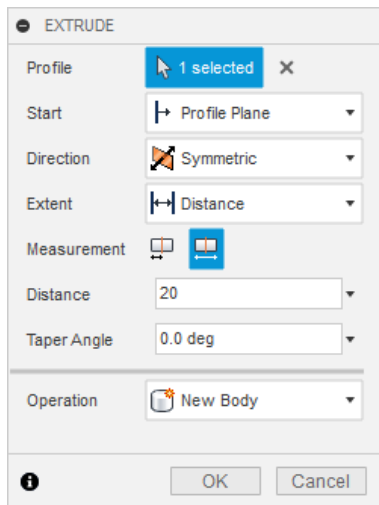 EXTRUDE
Profile 1 selected
Start Profile Plane
Direction Symmetric
Extent Distance
Measurement
Distance 20
Taper Angle 0.0 deg
Operation New Body
OK Cancel